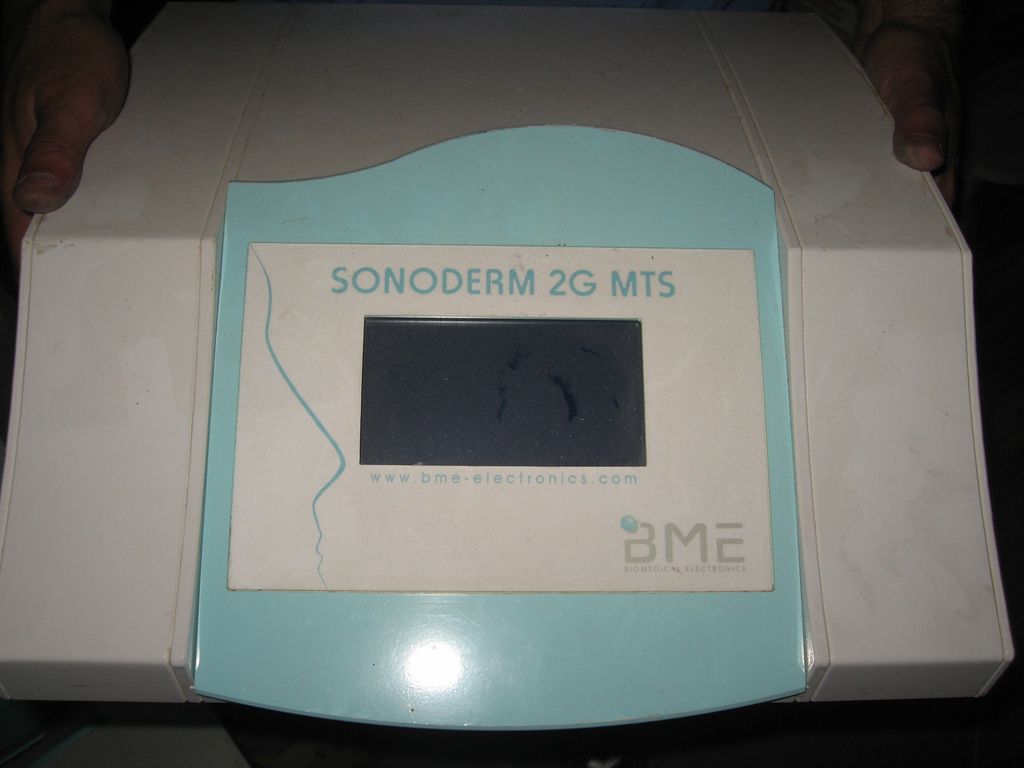 SONODERM 2G MTS
www.bme-electronics.com
BME
BIOMEDICAL ELECTRONICS